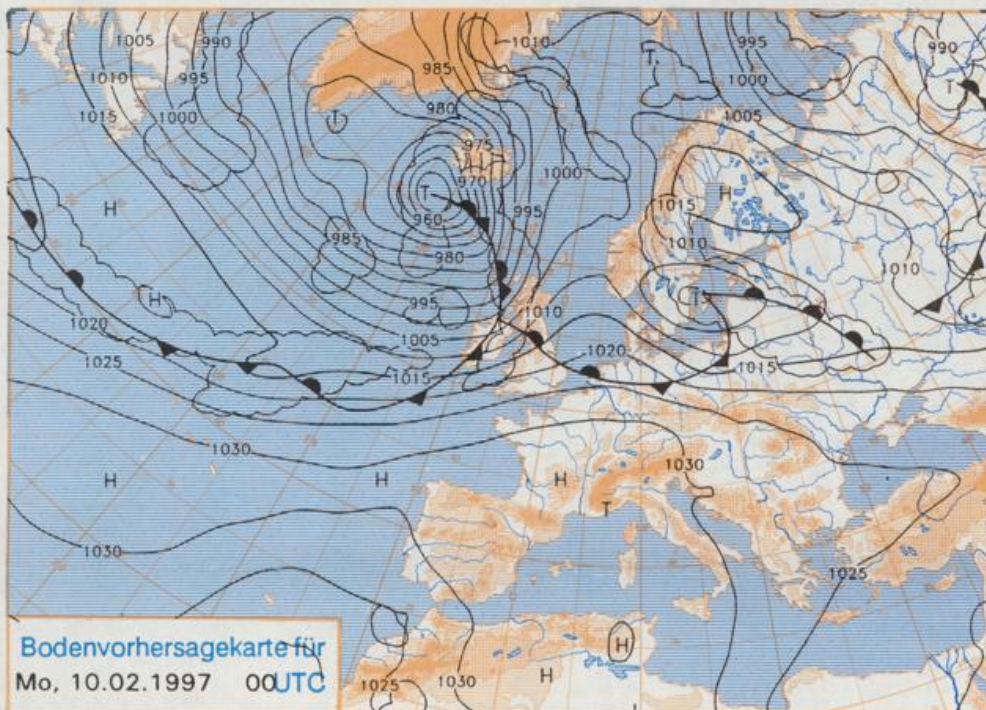 1005 990 1010 985 995 T 990
1010 995 1000 T
1015 1000 T 980 1005
975
970 1000
H T 1015 H
960 995
985 980 1010 1010
H 995 1010 T
1020 1005 1020
1025 1015 1015
1030 1030
H H H
T
1030 1025
H
Bodenvorhersagekarte für
Mo, 10.02.1997 00UTC
1025 1030 H